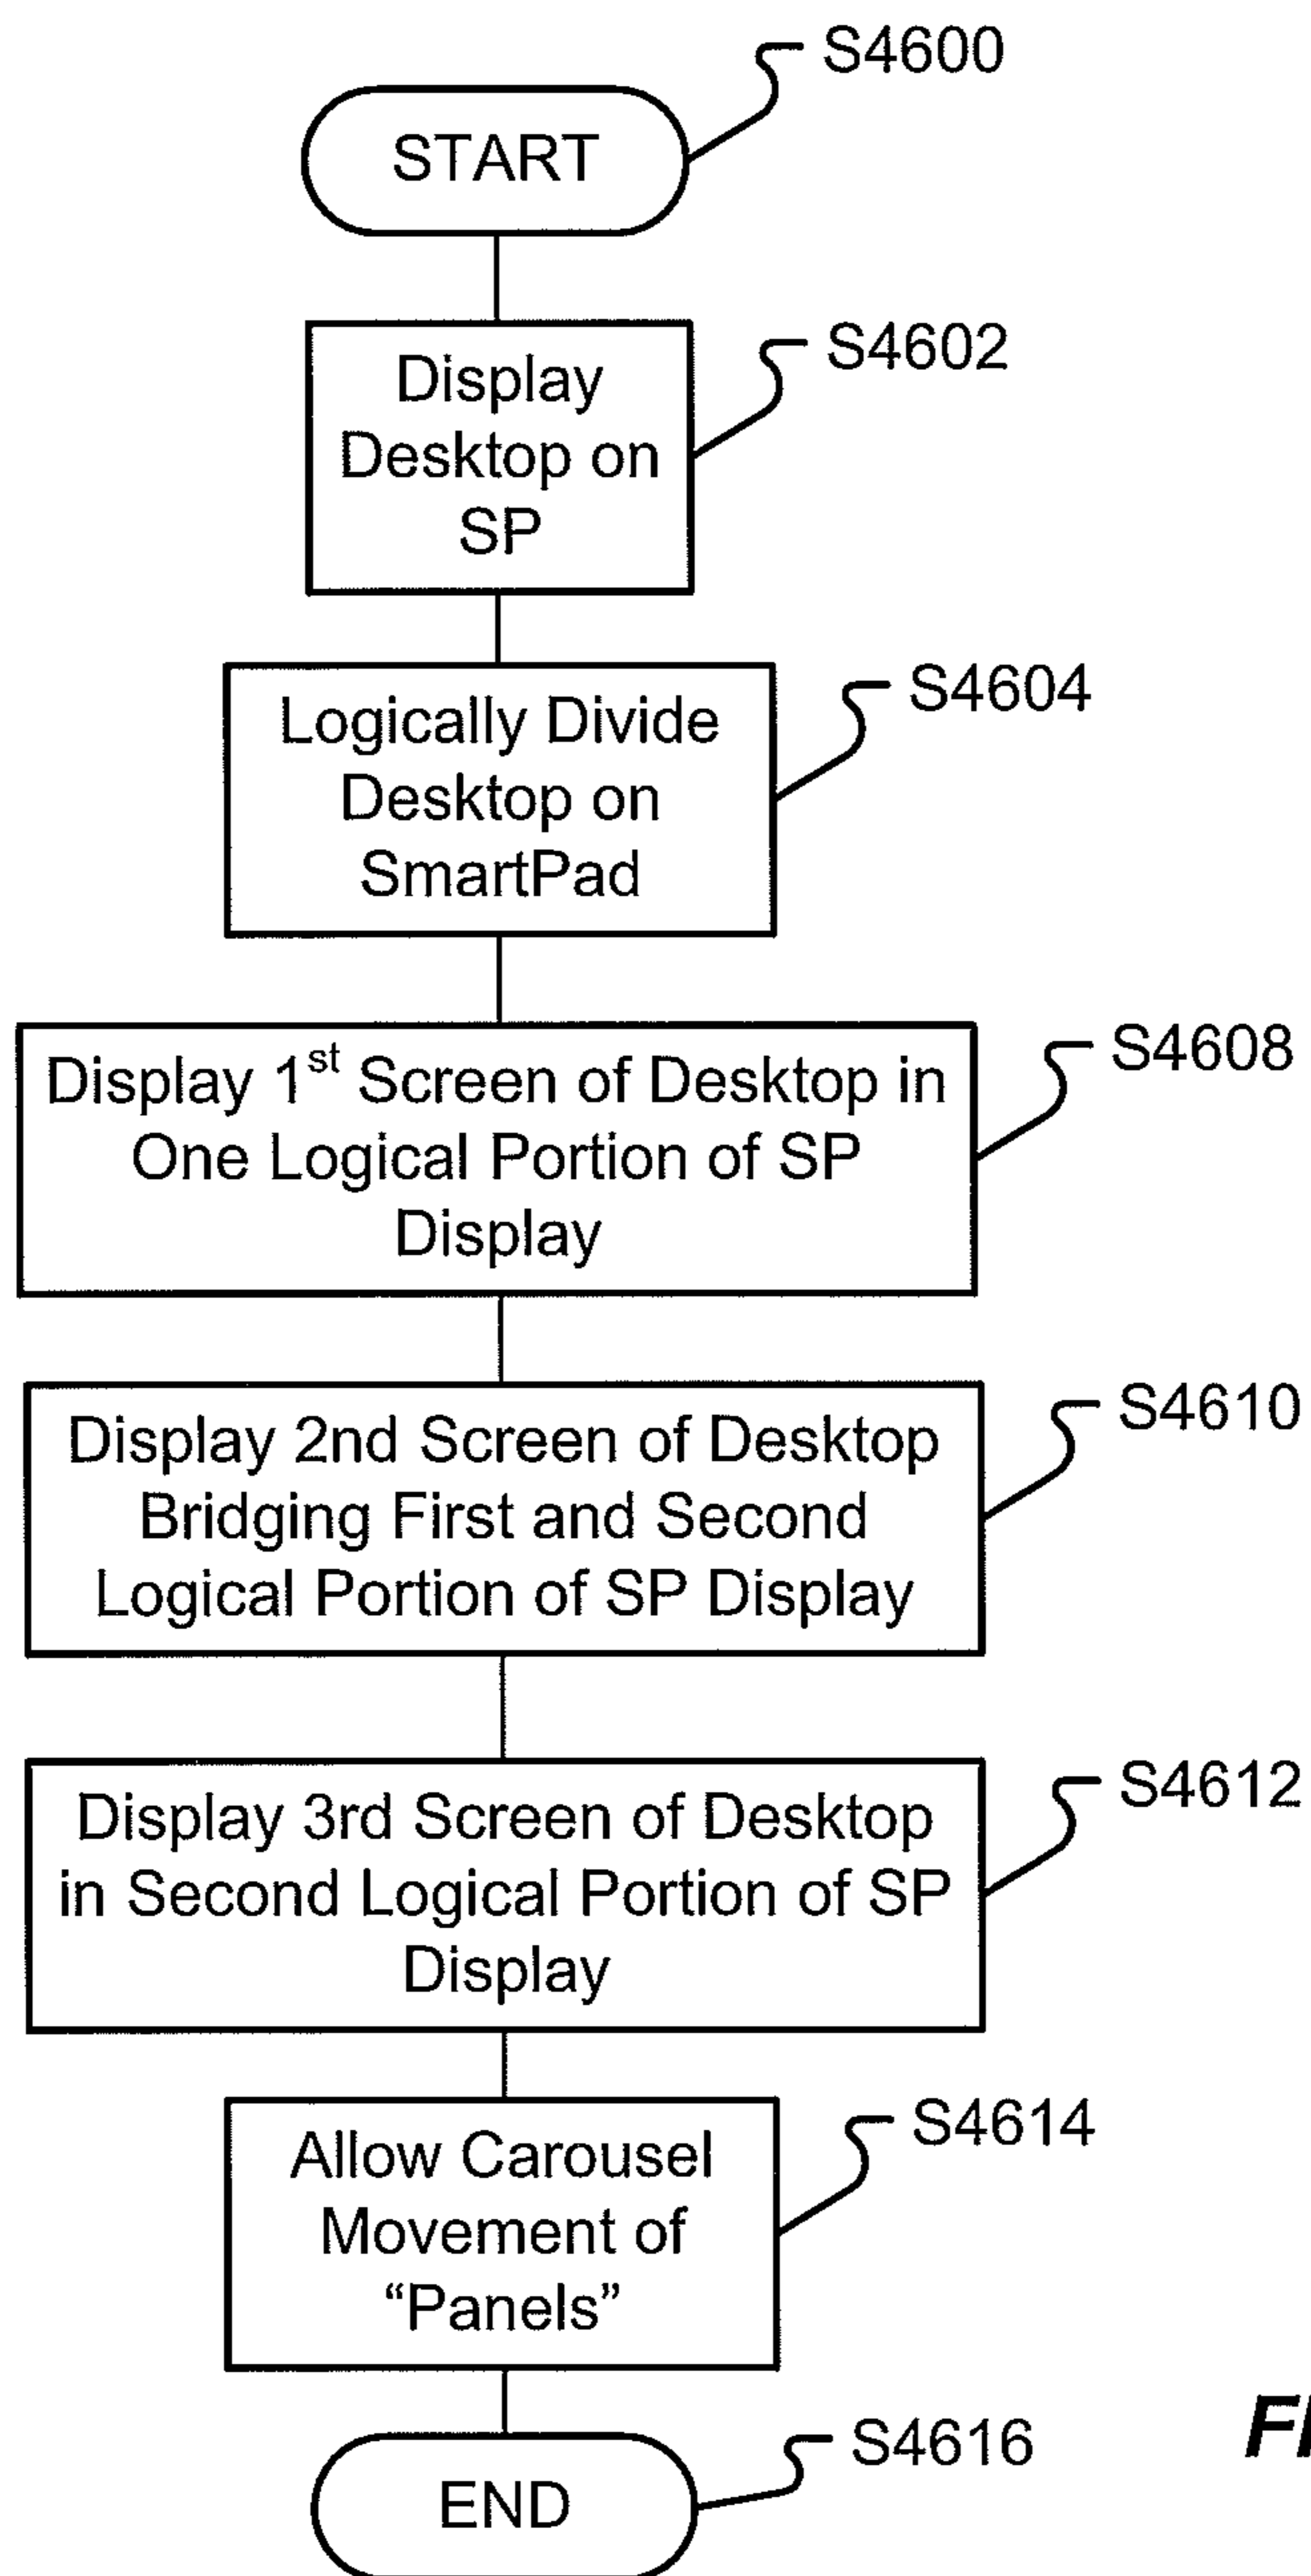 S4600
START
S4602
Display
Desktop on
SP
S4604
Logically Divide
Desktop on
SmartPad
S4608
Display 1st Screen of Desktop in
One Logical Portion of SP
Display
S4610
Display 2nd Screen of Desktop
Bridging First and Second
Logical Portion of SP Display
S4612
Display 3rd Screen of Desktop
in Second Logical Portion of SP
Display
S4614
Allow Carousel
Movement of
“Panels”
S4616
END